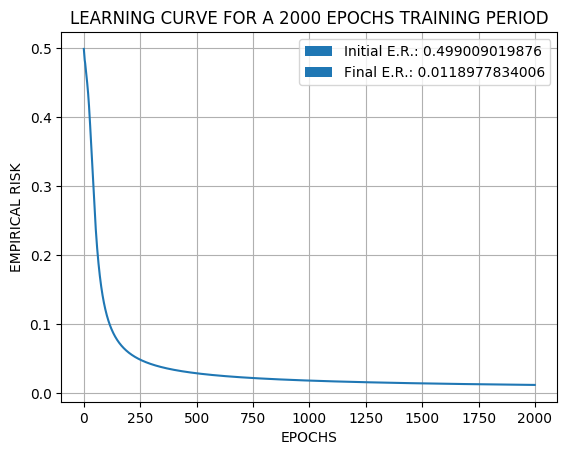 LEARNING CURVE FOR A 2000 EPOCHS TRAINING PERIOD
Initial E.R.: 0.499009019876
Final E.R.: 0.0118977834006
EMPIRICAL RISK
0.5
0.4
0.3
0.2
0.1
0.0
0 250 500 750 1000 1250 1500 1750 2000
EPOCHS